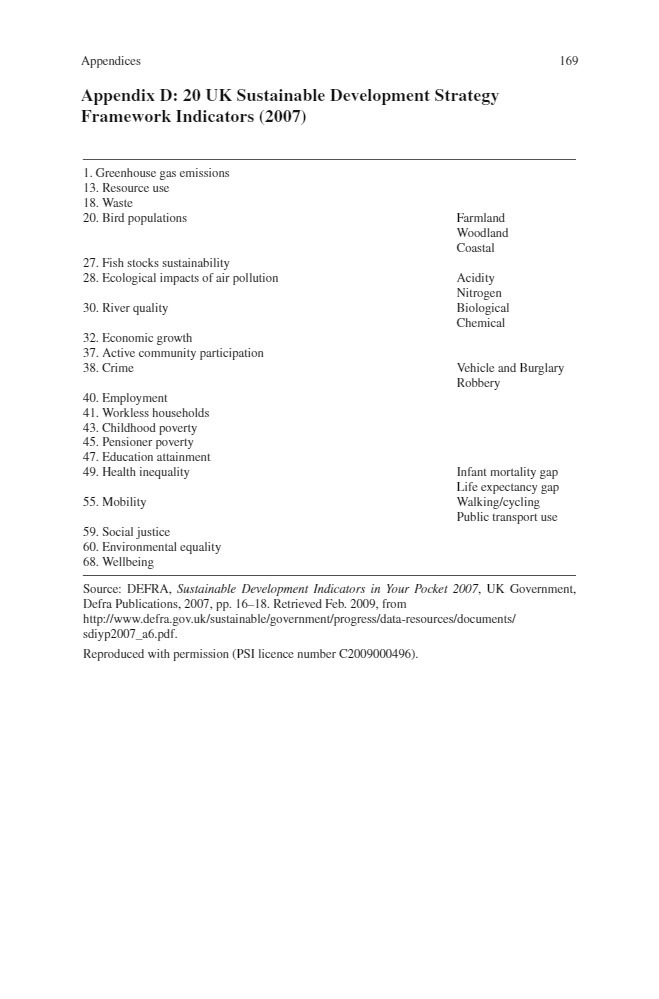 Appendices 169
Appendix D: 20 UK Sustainable Development Strategy
Framework Indicators (2007)
1. Greenhouse gas emissions
13. Resource use
18. Waste
20. Bird populations Farmland
Woodland
Coastal
27. Fish stocks sustainability
28. Ecological impacts of air pollution Acidity
Nitrogen
30. River quality Biological
Chemical
32. Economic growth
37. Active community participation
38. Crime Vehicle and Burglary
Robbery
40. Employment
41. Workless households
43. Childhood poverty
45. Pensioner poverty
47. Education attainment
49. Health inequality Infant mortality gap
Life expectancy gap
55. Mobility Walking/cycling
Public transport use
59. Social justice
60. Environmental equality
68. Wellbeing
Source: DEFRA, Sustainable Development Indicators in Your Pocket 2007, UK Government,
Defra Publications, 2007, pp. 16–18. Retrieved Feb. 2009, from
http://www.defra.gov.uk/sustainable/government/progress/data-resources/documents/
sdiyp2007_a6.pdf.
Reproduced with permission (PSI licence number C2009000496).